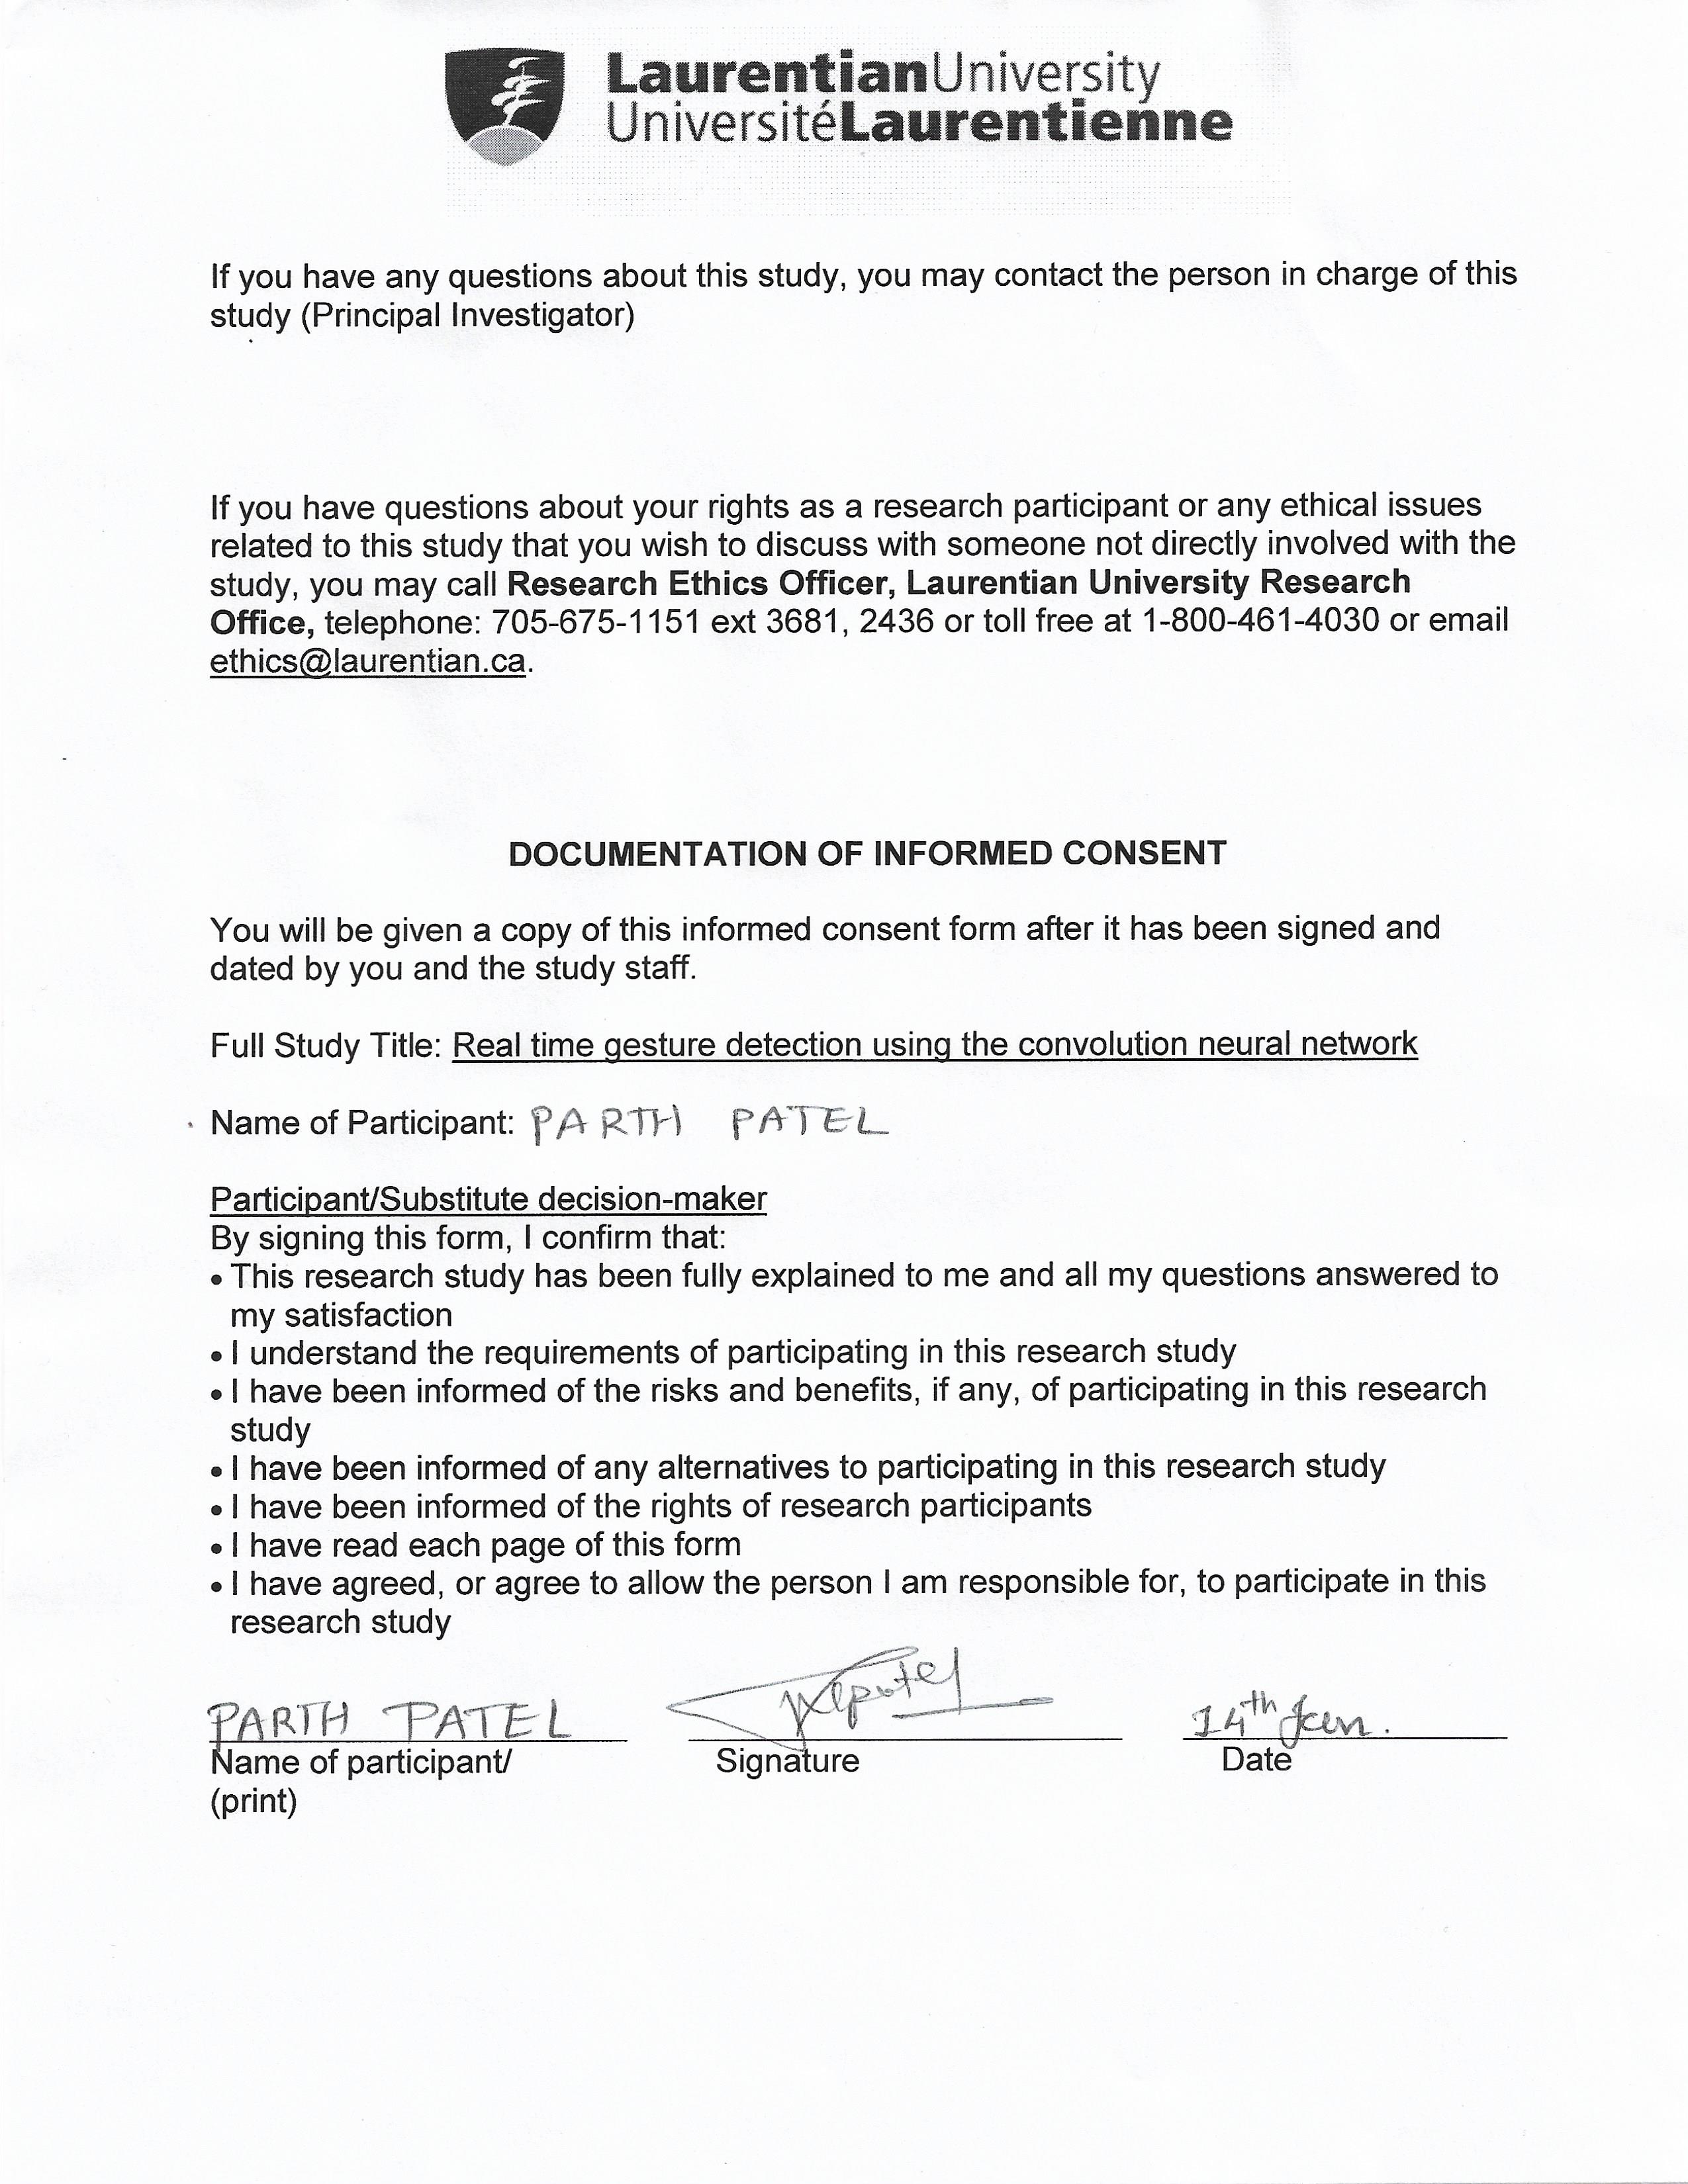 LaurentianUniversity
UniversitéLaurentienne
If you have any questions about this study, you may contact the person in charge of this
study (Principal Investigator)
If you have questions about your rights as a research participant or any ethical issues
related to this study that you wish to discuss with someone not directly involved with the
study, you may call Research Ethics Officer, Laurentian University Research
Office, telephone: 705-675-1151 ext 3681, 2436 or toll free at 1-800-461-4030 or email
ethics@laurentian.ca.
DOCUMENTATION OF INFORMED CONSENT
You will be given a copy of this informed consent form after it has been signed and
dated by you and the study staff.
Full Study Title: Real time gesture detection using the convolution neural network
Name of Participant: PARTH PATEL
Participant/Substitute decision-maker
By signing this form, I confirm that:
• This research study has been fully explained to me and all my questions answered to
my satisfaction
• I understand the requirements of participating in this research study
• I have been informed of the risks and benefits, if any, of participating in this research
study
• I have been informed of any alternatives to participating in this research study
• I have been informed of the rights of research participants
• I have read each page of this form
• I have agreed, or agree to allow the person I am responsible for, to participate in this
research study
PARTH PATEL 14th Jan.
Name of participant/ Signature Date
(print)